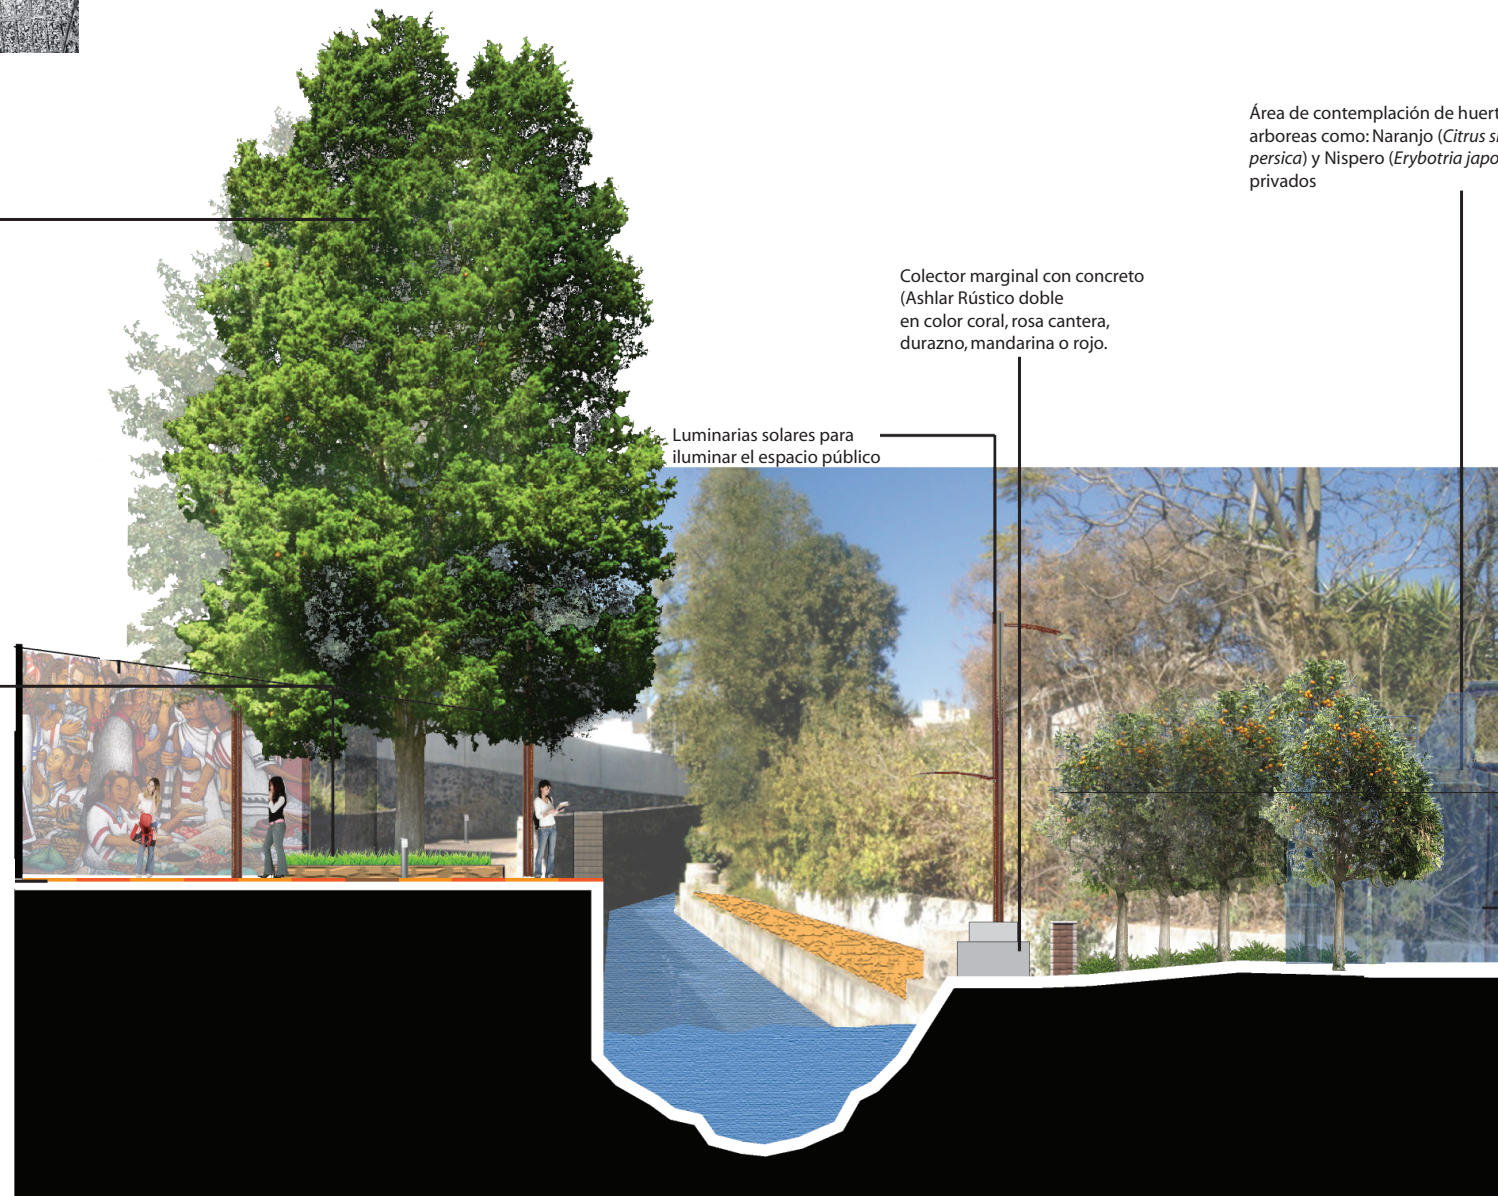 Área de contemplación de huert
arboreas como: Naranjo (Citrus si
persica) y Nispero (Erybotria japo
privados
Colector marginal con concreto
(Ashlar Rústico doble
en color coral, rosa cantera,
durazno, mandarina o rojo.
Luminarias solares para
iluminar el espacio público